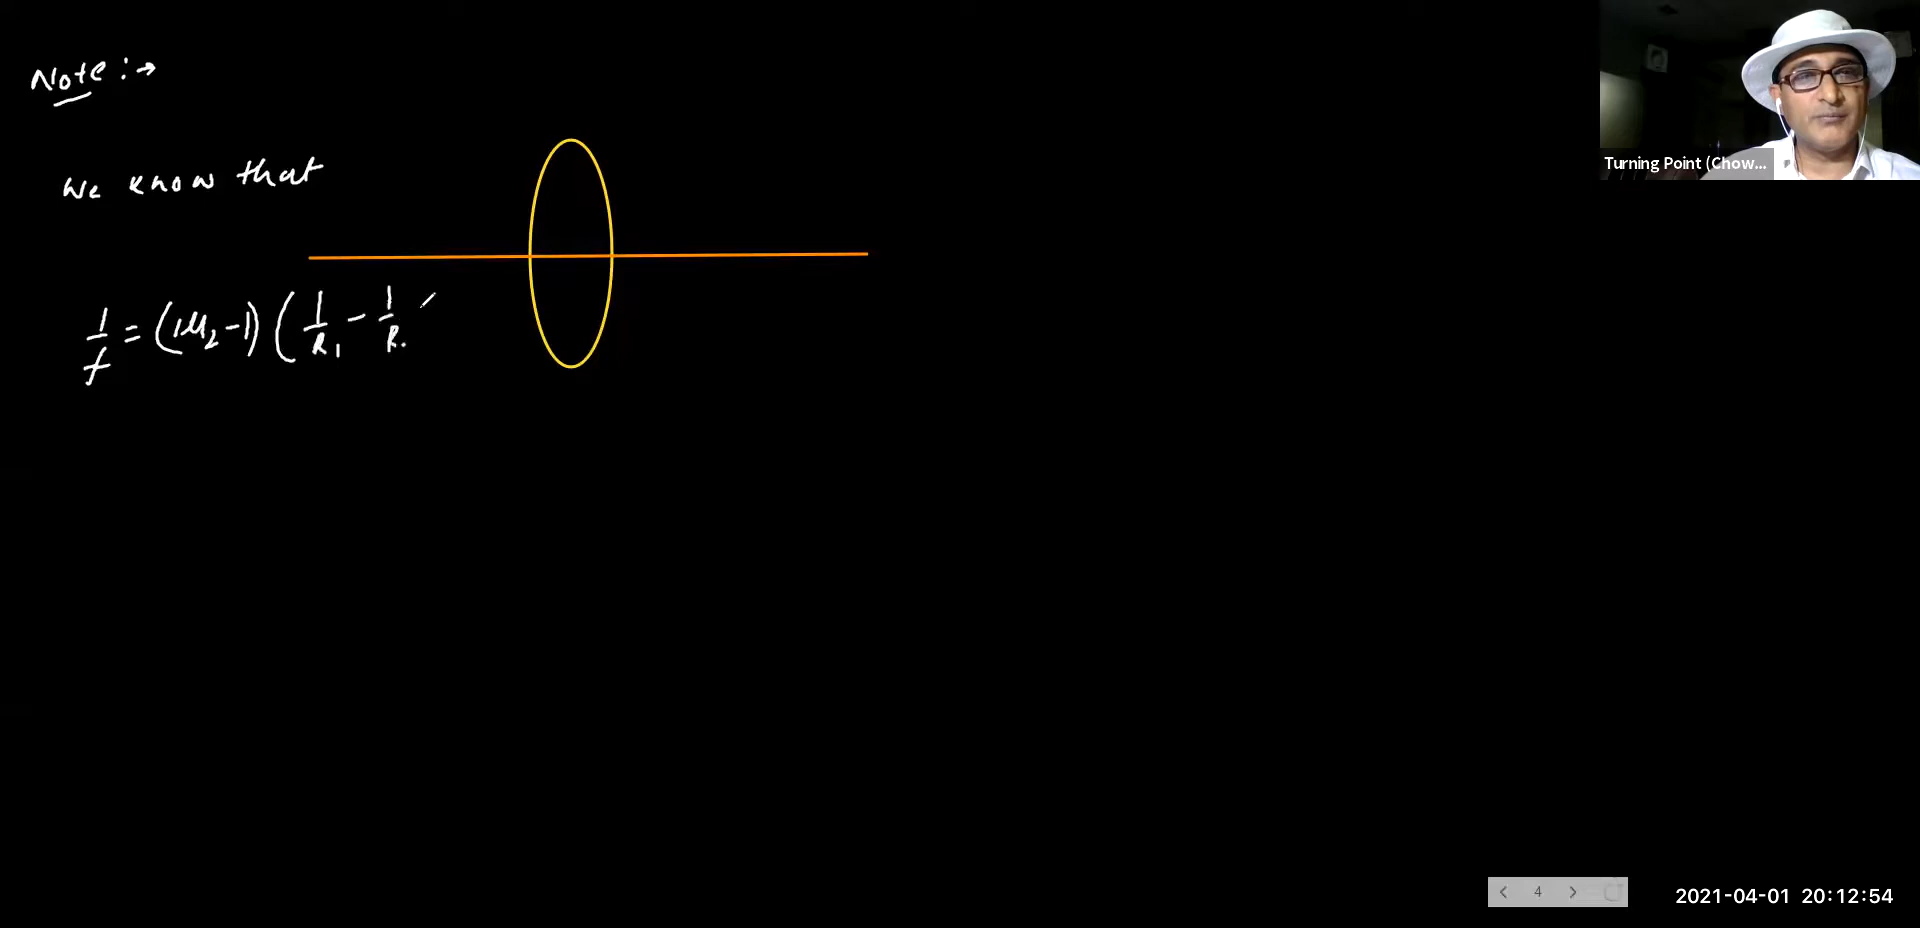 Note :→
We know that
1/f = (1μ2 - 1) (1/R1 - 1/R.
Turning Point (Chow...
4
2021-04-01 20:12:54